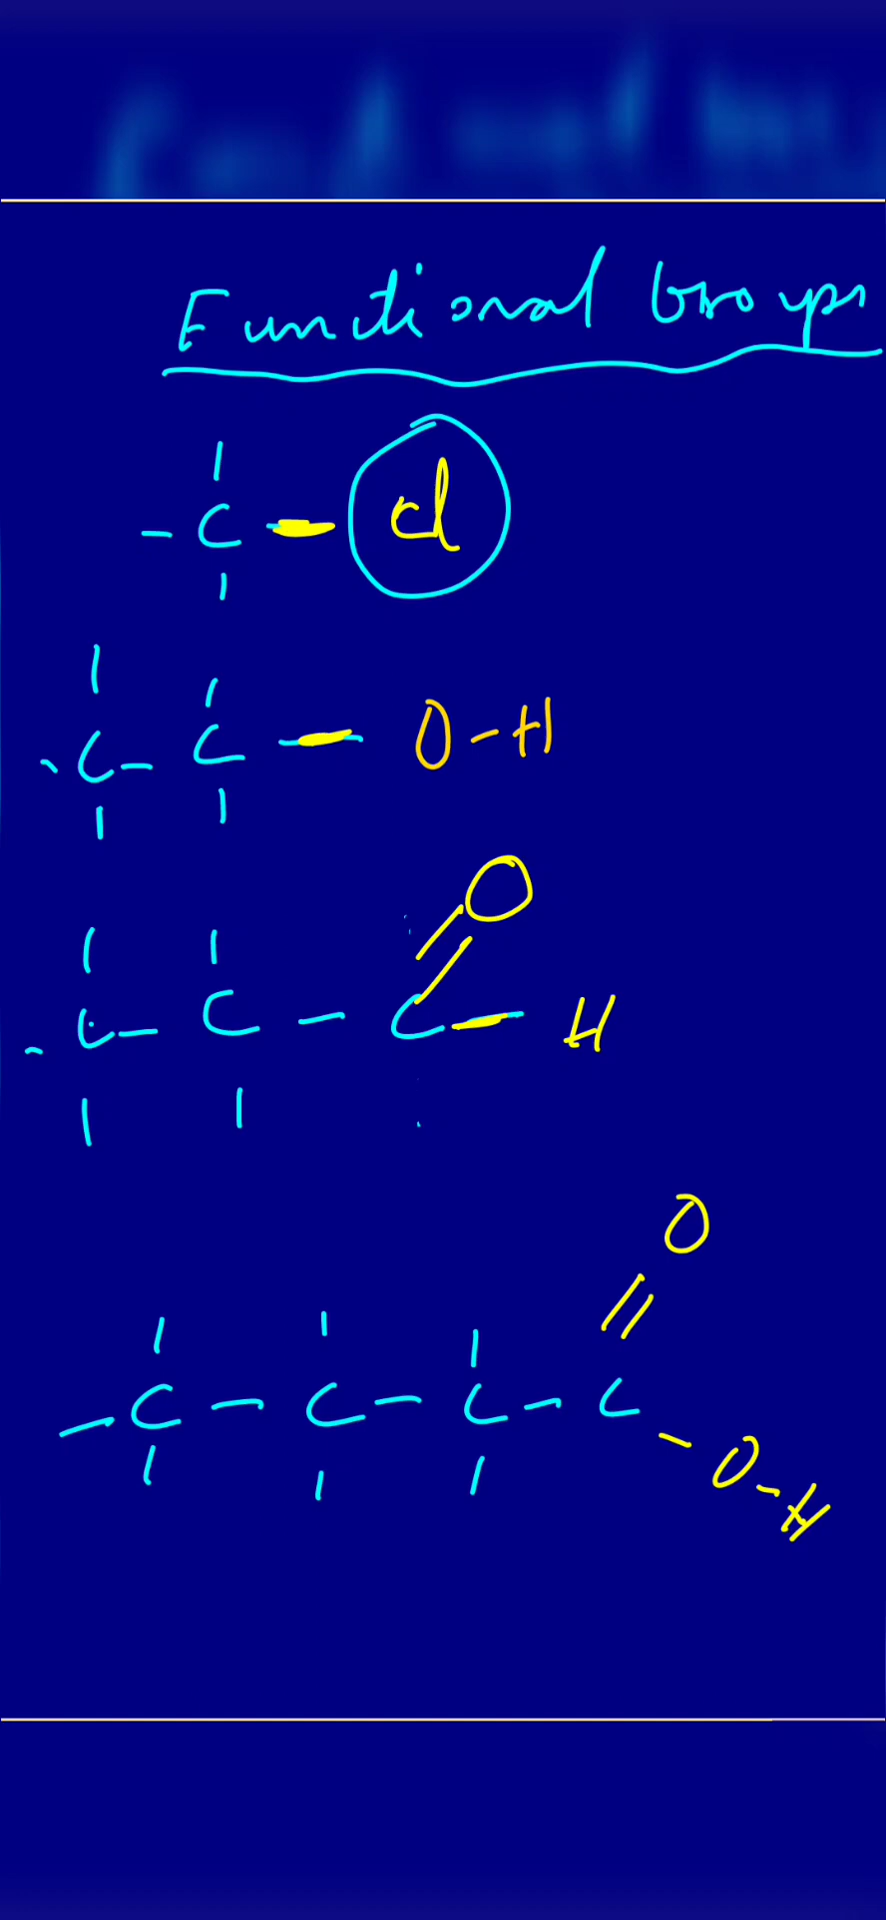 Functional Groups
- C - Cl
- C - C - O - H
O
- C - C - C - H
O
- C - C - C - C
- O - H